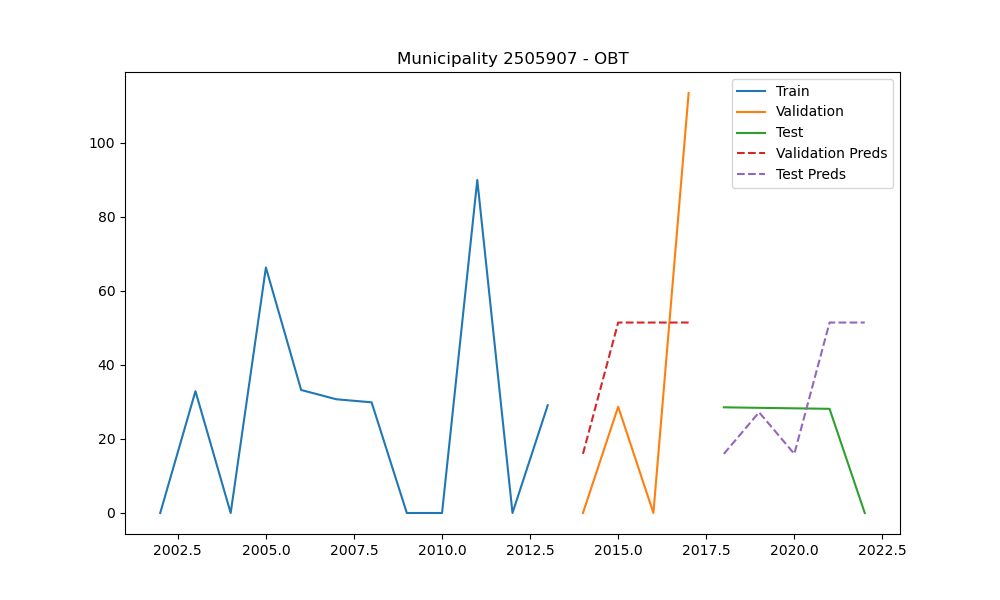 Municipality 2505907 - OBT
Train
Validation
Test
Validation Preds
Test Preds
100
80
60
40
20
0
2002.5 2005.0 2007.5 2010.0 2012.5 2015.0 2017.5 2020.0 2022.5